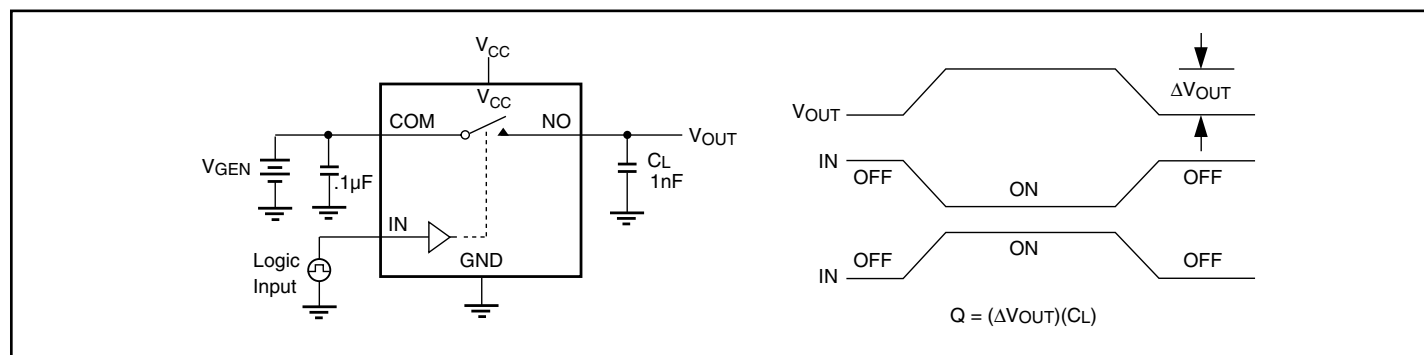 VCC
VCC
COM
NO
VOUT
VGEN
.1µF
CL
1nF
IN
Logic
Input
GND
VOUT
ΔVOUT
IN
OFF
ON
OFF
IN
OFF
ON
OFF
Q = (ΔVOUT)(CL)